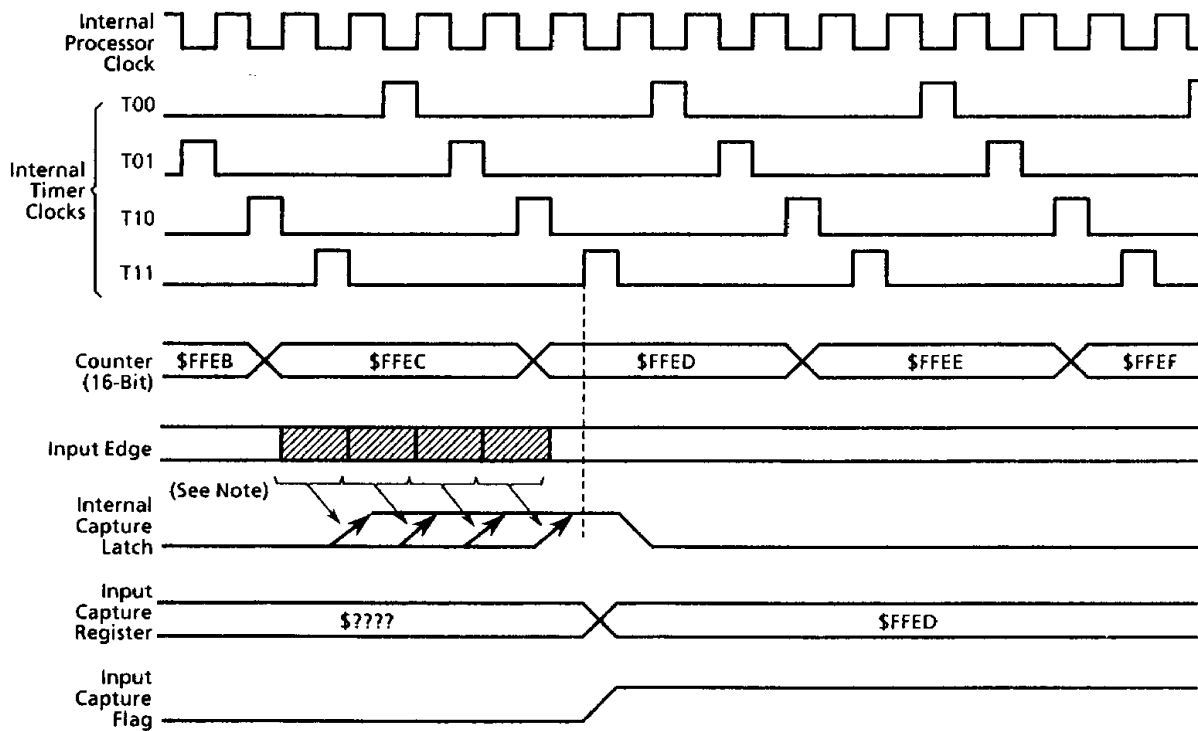 Internal
Processor
Clock
T00
T01
Internal
Timer
Clocks
T10
T11
Counter
(16-Bit)
$FFEB
$FFEC
$FFED
$FFEE
$FFEF
Input Edge
(See Note)
Internal
Capture
Latch
Input
Capture
Register
$????
$FFED
Input
Capture
Flag